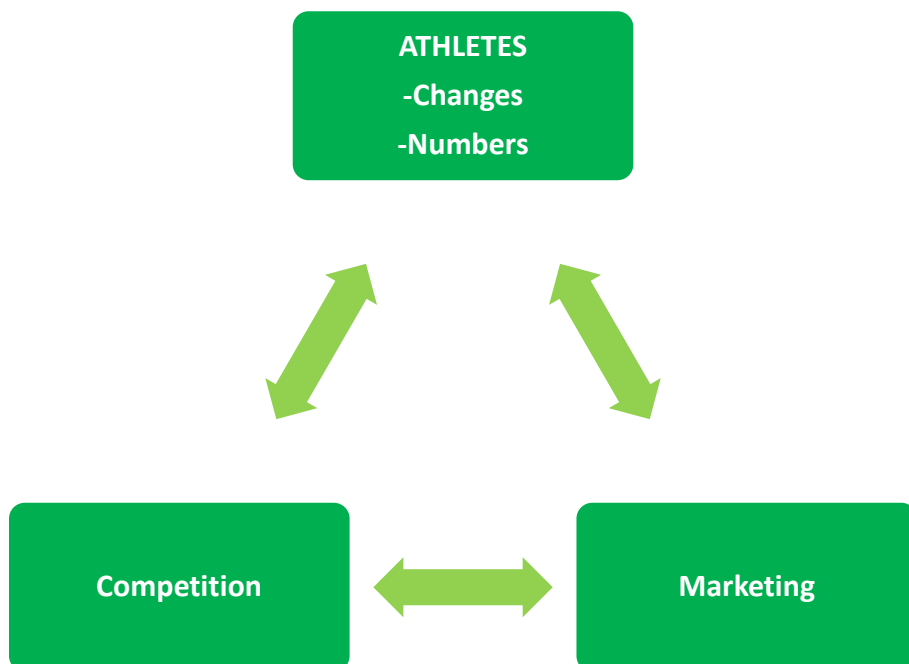 ATHLETES
-Changes
-Numbers
Competition
Marketing